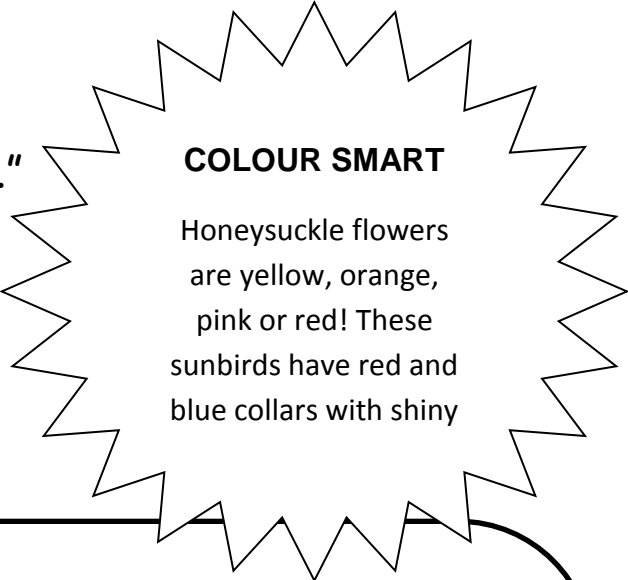 ."
COLOUR SMART
Honeysuckle flowers
are yellow, orange,
pink or red! These
sunbirds have red and
blue collars with shiny